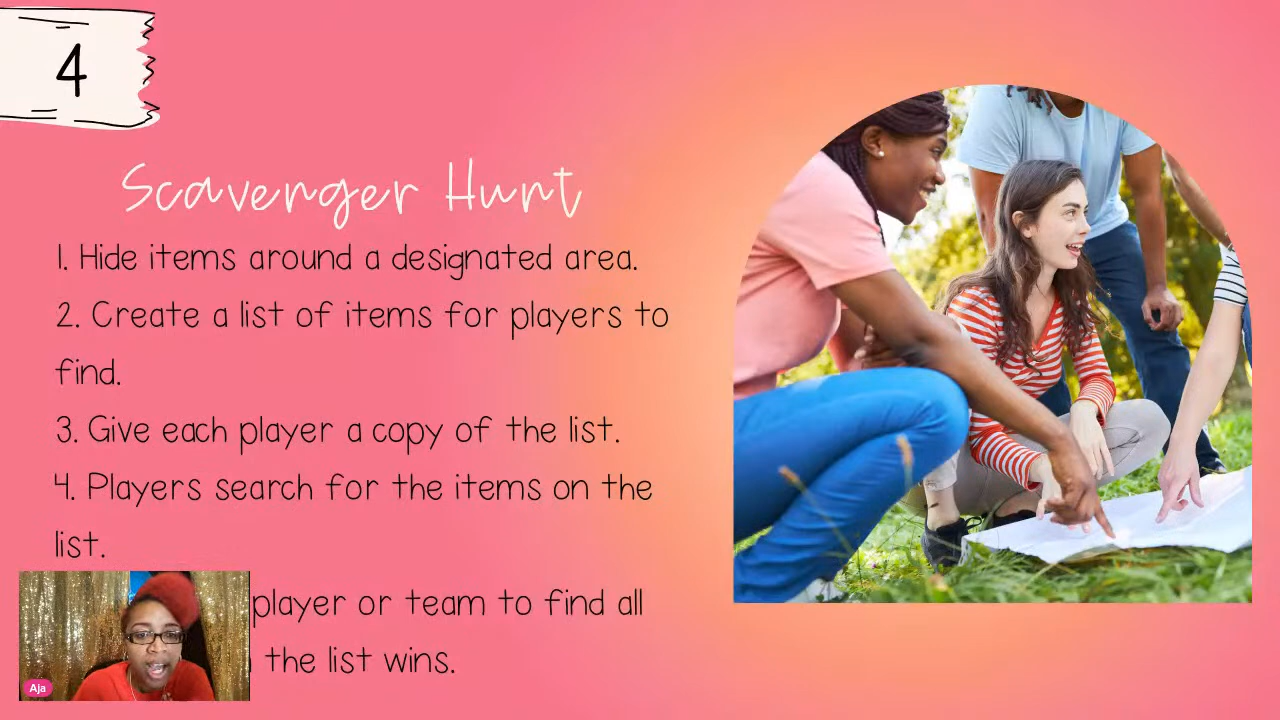 4
Scavenger Hunt
1. Hide items around a designated area.
2. Create a list of items for players to
find.
3. Give each player a copy of the list.
4. Players search for the items on the
list.
player or team to find all
the list wins.
Aja